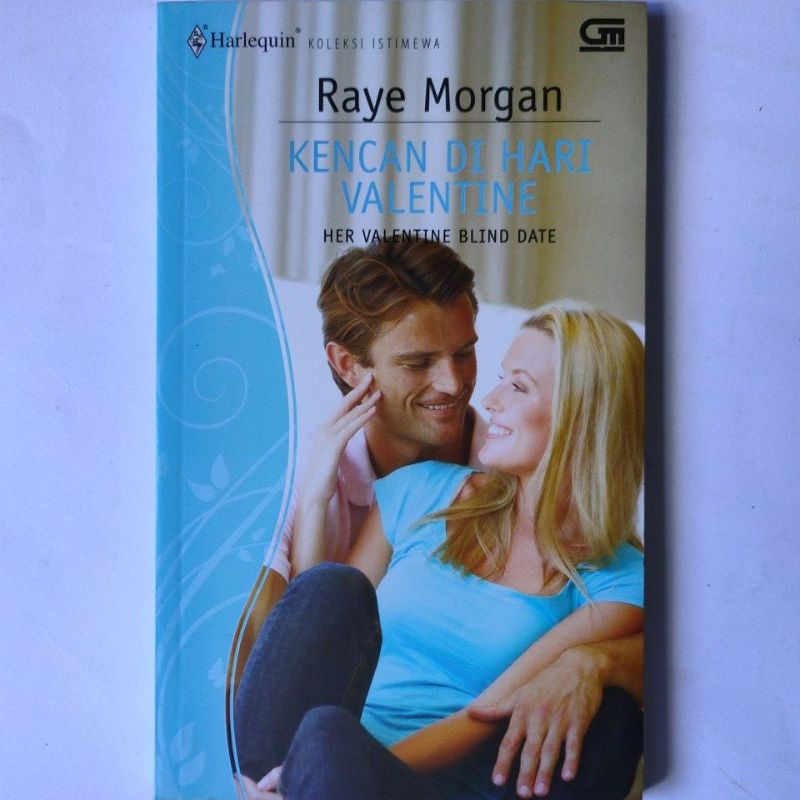 Harlequin® KOLEKSI ISTIMEWA
GM
Raye Morgan
KENCAN DI HARI
VALENTINE
HER VALENTINE BLIND DATE